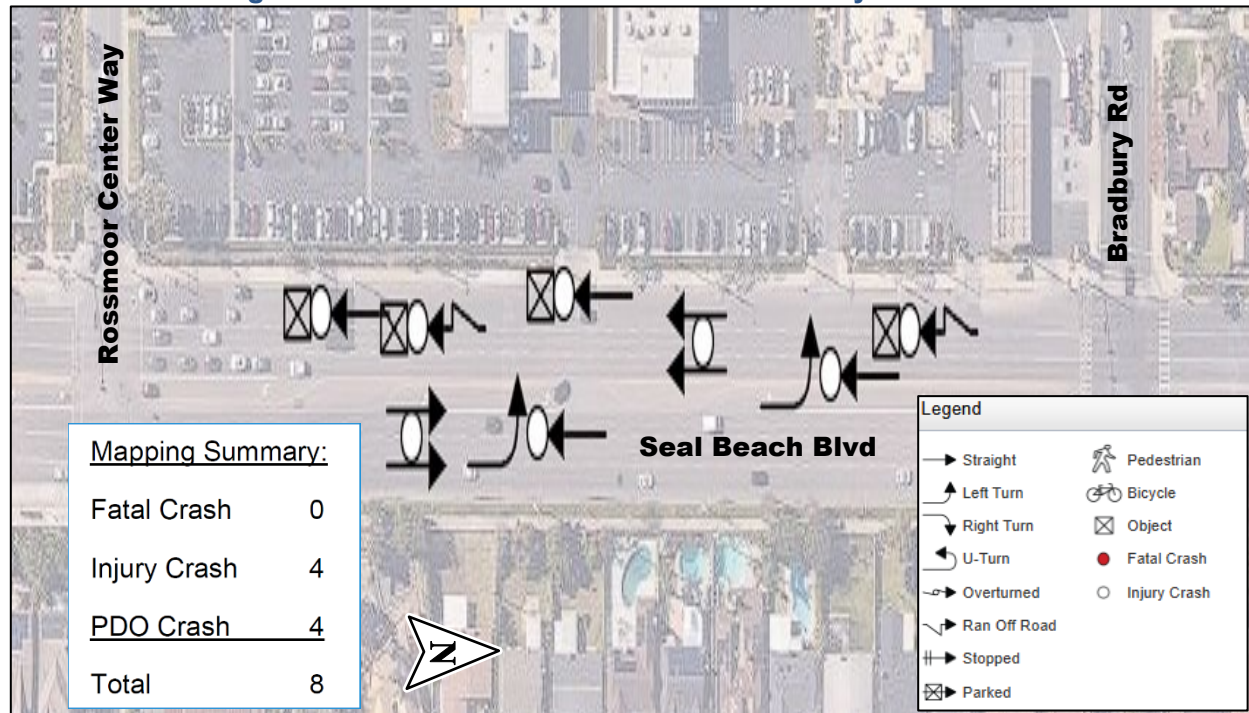 Rossmoor Center Way
Bradbury Rd
Seal Beach Blvd
Mapping Summary:
Fatal Crash 0
Injury Crash 4
PDO Crash 4
Total 8
N
Legend
Straight
Left Turn
Right Turn
U-Turn
Overturned
Ran Off Road
Stopped
Parked
Pedestrian
Bicycle
Object
Fatal Crash
Injury Crash